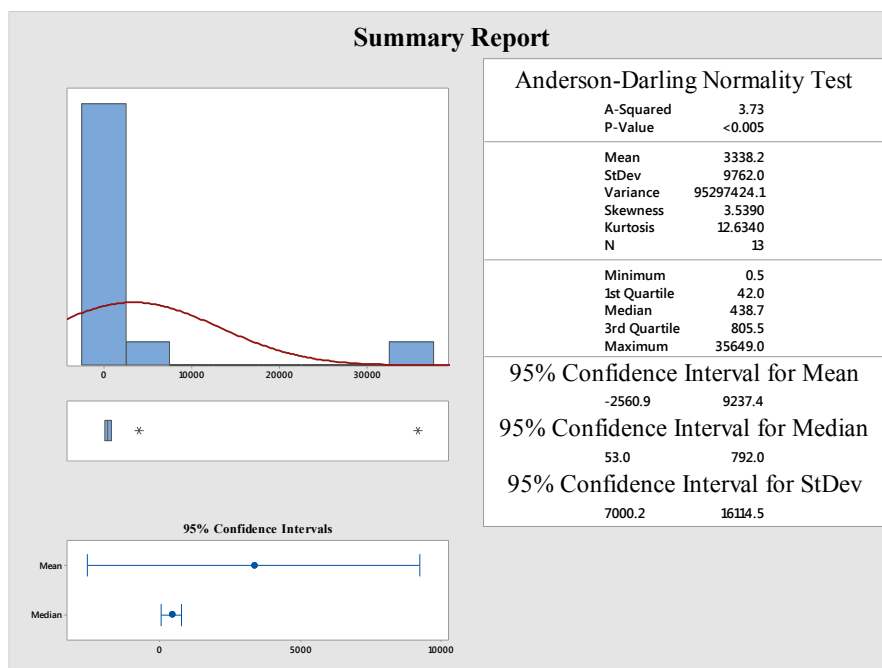 Summary Report
0 10000 20000 30000
95% Confidence Intervals
Mean
Median
0 5000 10000
Anderson-Darling Normality Test
A-Squared 3.73
P-Value <0.005
Mean 3338.2
StDev 9762.0
Variance 95297424.1
Skewness 3.5390
Kurtosis 12.6340
N 13
Minimum 0.5
1st Quartile 42.0
Median 438.7
3rd Quartile 805.5
Maximum 35649.0
95% Confidence Interval for Mean
-2560.9 9237.4
95% Confidence Interval for Median
53.0 792.0
95% Confidence Interval for StDev
7000.2 16114.5